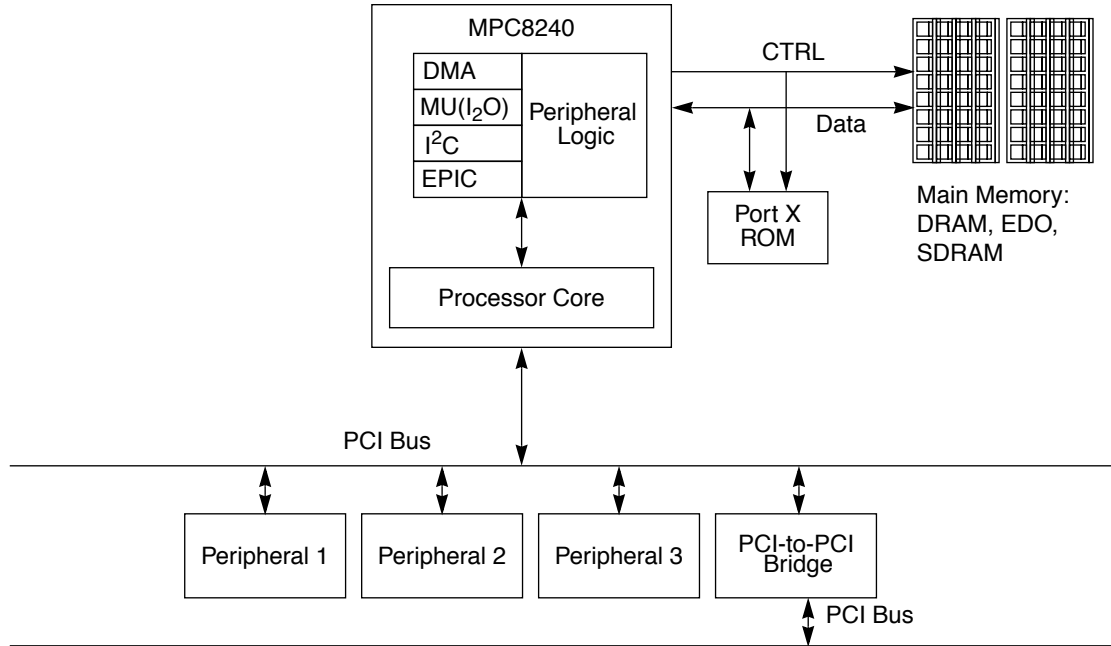 MPC8240
DMA
MU(I₂O)
I²C
EPIC
Peripheral
Logic
CTRL
Data
Port X
ROM
Main Memory:
DRAM, EDO,
SDRAM
Processor Core
PCI Bus
Peripheral 1
Peripheral 2
Peripheral 3
PCI-to-PCI
Bridge
PCI Bus